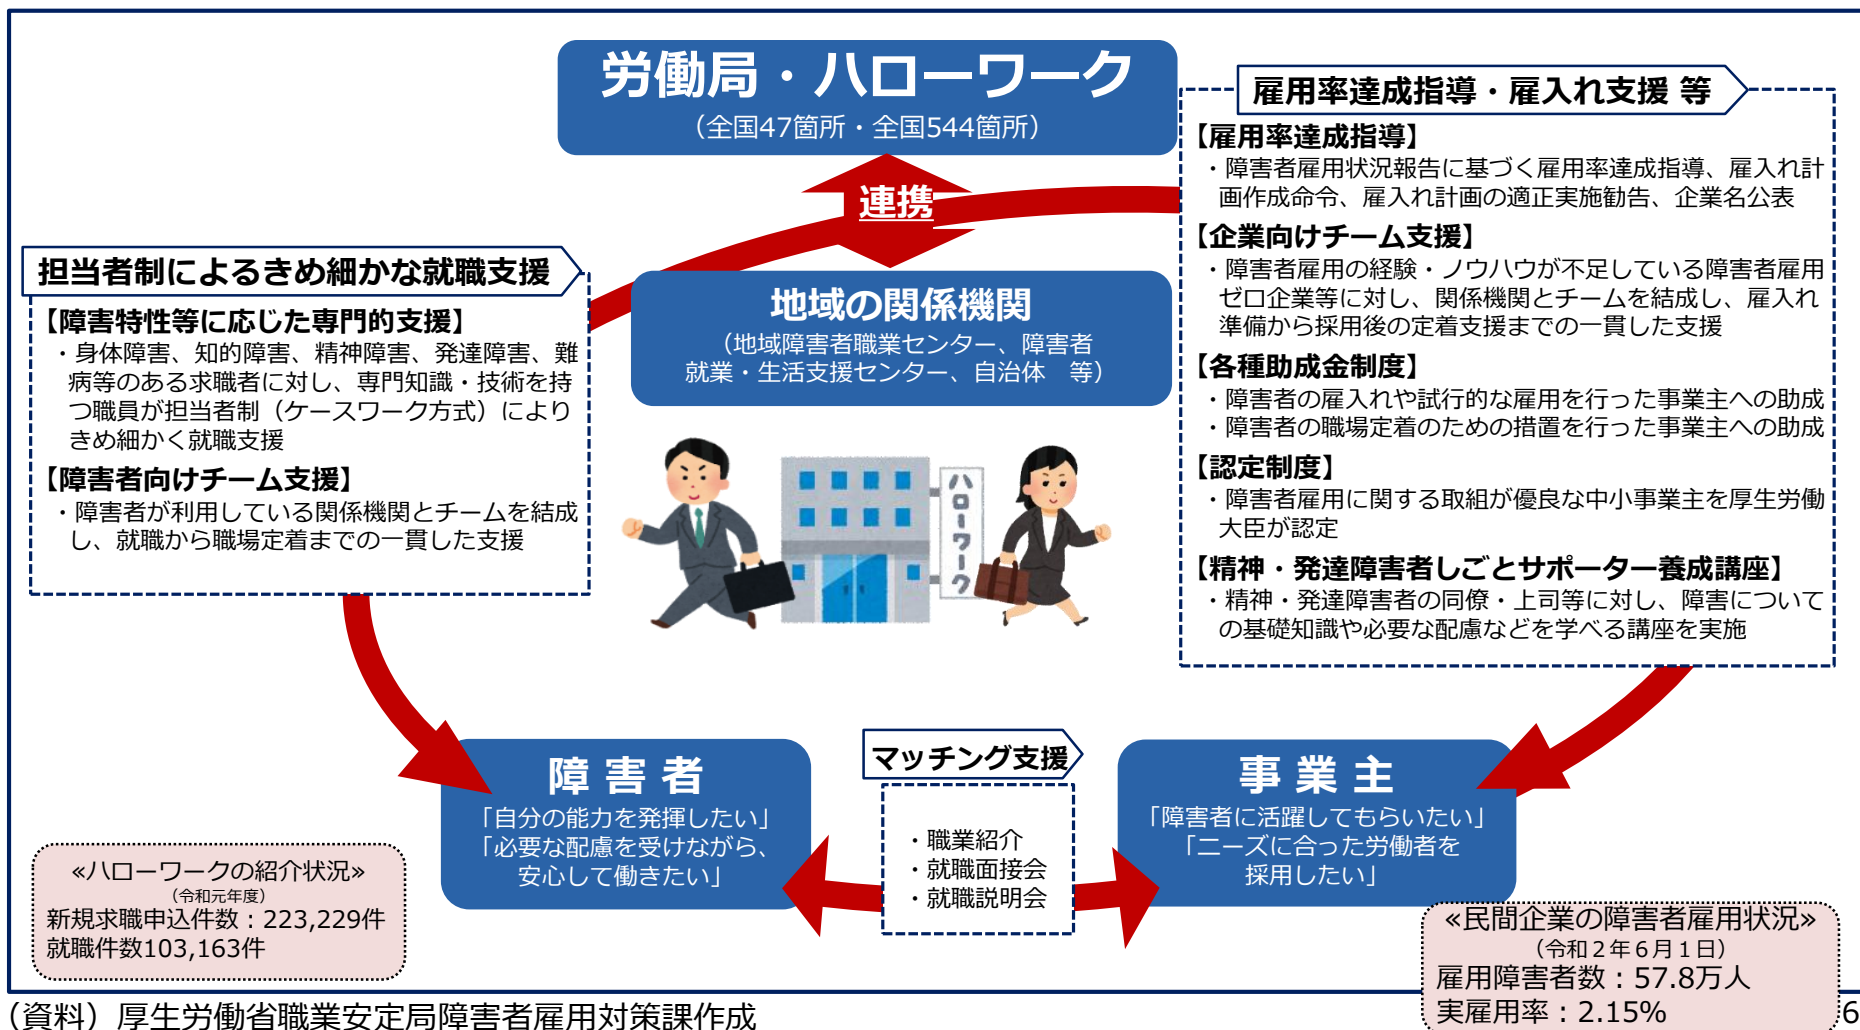 労働局・ハローワーク
（全国47箇所・全国544箇所）
連携
地域の関係機関
（地域障害者職業センター、障害者
就業・生活支援センター、自治体　等）
担当者制によるきめ細かな就職支援
【障害特性等に応じた専門的支援】
・身体障害、知的障害、精神障害、発達障害、難
病等のある求職者に対し、専門知識・技術を持
つ職員が担当者制（ケースワーク方式）により
きめ細かく就職支援
【障害者向けチーム支援】
・障害者が利用している関係機関とチームを結成
し、就職から職場定着までの一貫した支援
雇用率達成指導・雇入れ支援 等
【雇用率達成指導】
・障害者雇用状況報告に基づく雇用率達成指導、雇入れ計
画作成命令、雇入れ計画の適正実施勧告、企業名公表
【企業向けチーム支援】
・障害者雇用の経験・ノウハウが不足している障害者雇用
ゼロ企業等に対し、関係機関とチームを結成し、雇入れ
準備から採用後の定着支援までの一貫した支援
【各種助成金制度】
・障害者の雇入れや試行的な雇用を行った事業主への助成
・障害者の職場定着のための措置を行った事業主への助成
【認定制度】
・障害者雇用に関する取組が優良な中小事業主を厚生労働
大臣が認定
【精神・発達障害者しごとサポーター養成講座】
・精神・発達障害者の同僚・上司等に対し、障害について
の基礎知識や必要な配慮などを学べる講座を実施
ハローワーク
障 害 者
「自分の能力を発揮したい」
「必要な配慮を受けながら、
安心して働きたい」
マッチング支援
・職業紹介
・就職面接会
・就職説明会
事 業 主
「障害者に活躍してもらいたい」
「ニーズに合った労働者を
採用したい」
≪ハローワークの紹介状況≫
（令和元年度）
新規求職申込件数：223,229件
就職件数103,163件
≪民間企業の障害者雇用状況≫
（令和２年６月１日）
雇用障害者数：57.8万人
実雇用率：2.15%
（資料）厚生労働省職業安定局障害者雇用対策課作成
6